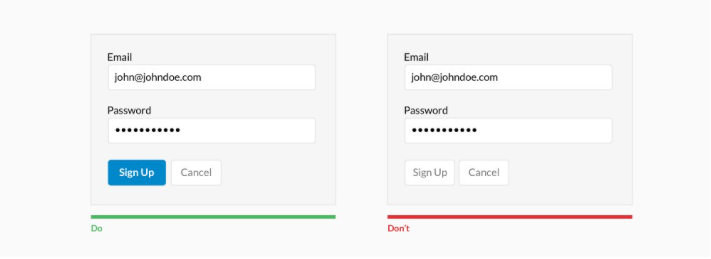 Email
john@johndoe.com
Password
•••••••••••
Sign Up Cancel
Do
Email
john@johndoe.com
Password
•••••••••••
Sign Up Cancel
Don't